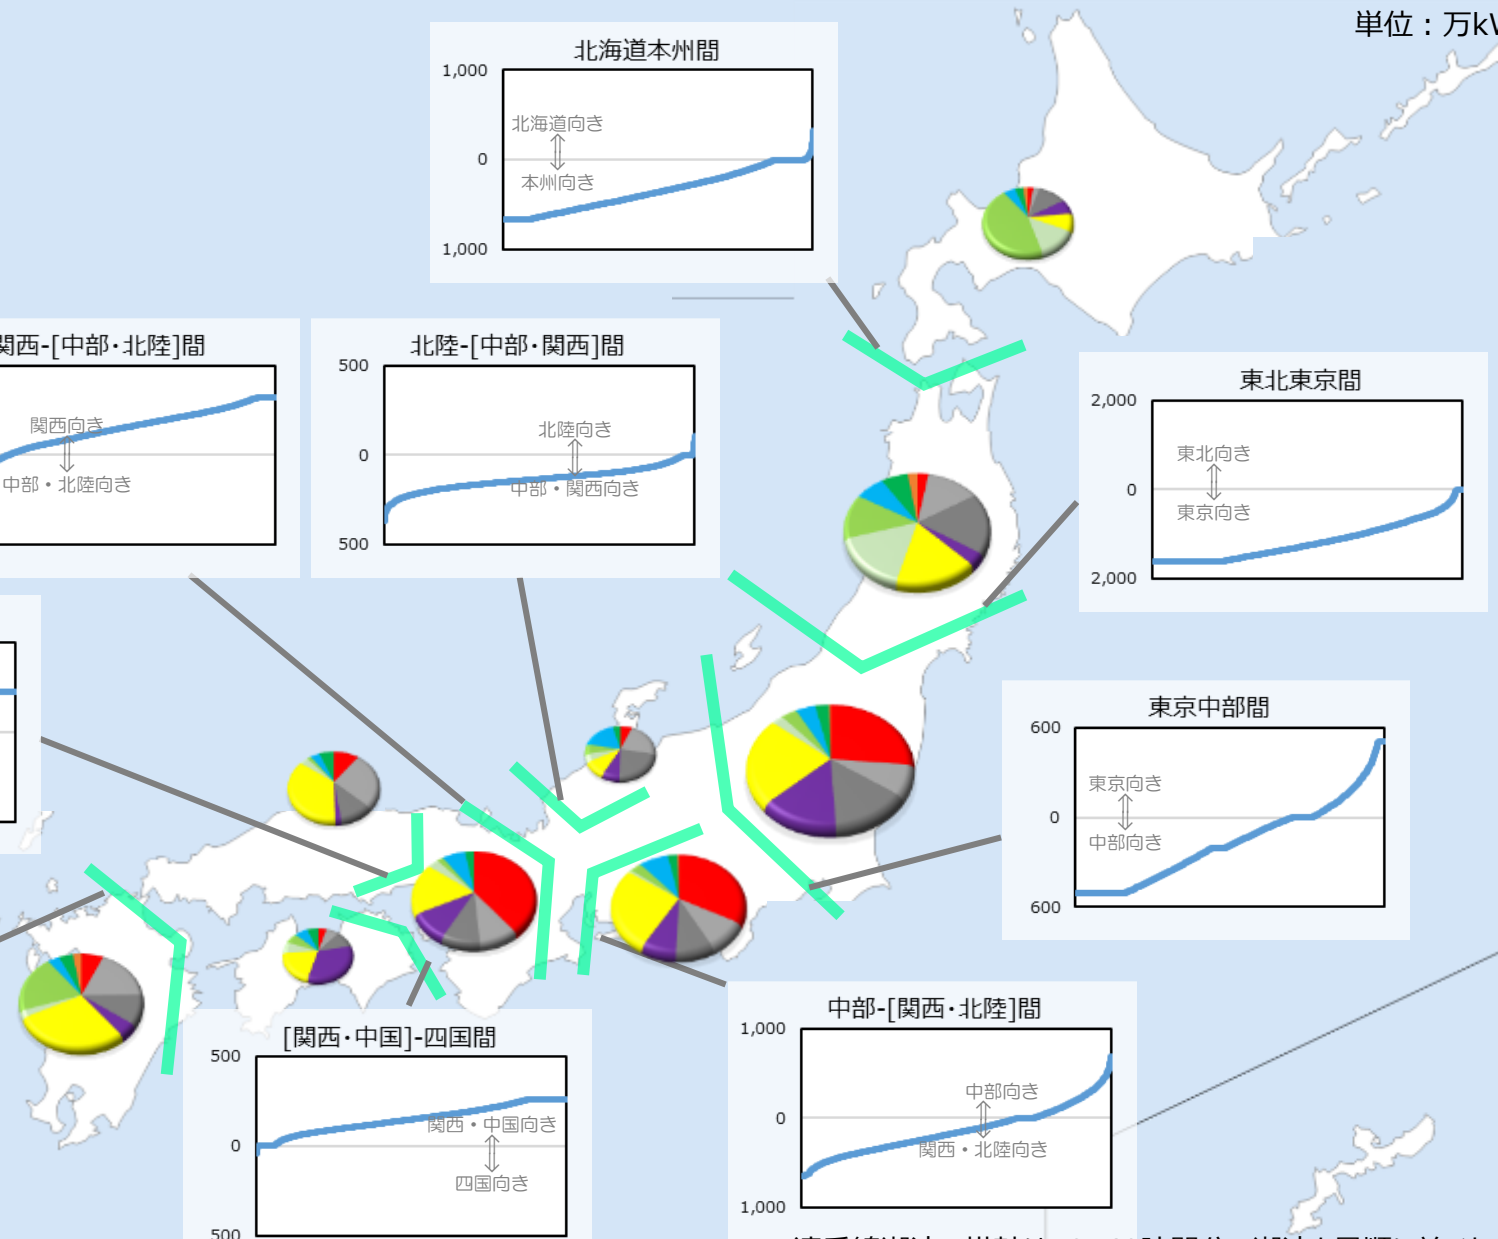 単位：万kW
北海道本州間
1,000
北海道向き
0
本州向き
1,000
関西-[中部・北陸]間
関西向き
中部・北陸向き
北陸-[中部・関西]間
500
北陸向き
0
中部・関西向き
500
東北東京間
2,000
東北向き
0
東京向き
2,000
東京中部間
600
東京向き
0
中部向き
600
[関西・中国]-四国間
500
関西・中国向き
0
四国向き
500
中部-[関西・北陸]間
1,000
中部向き
0
関西・北陸向き
1,000